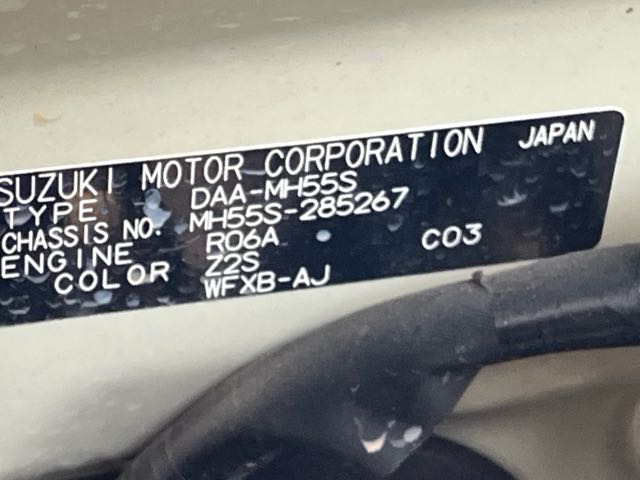 SUZUKI MOTOR CORPORATION JAPAN
TYPE DAA-MH55S
CHASSIS NO. MH55S-285267
ENGINE R06A C03
COLOR Z2S
WFXB-AJ